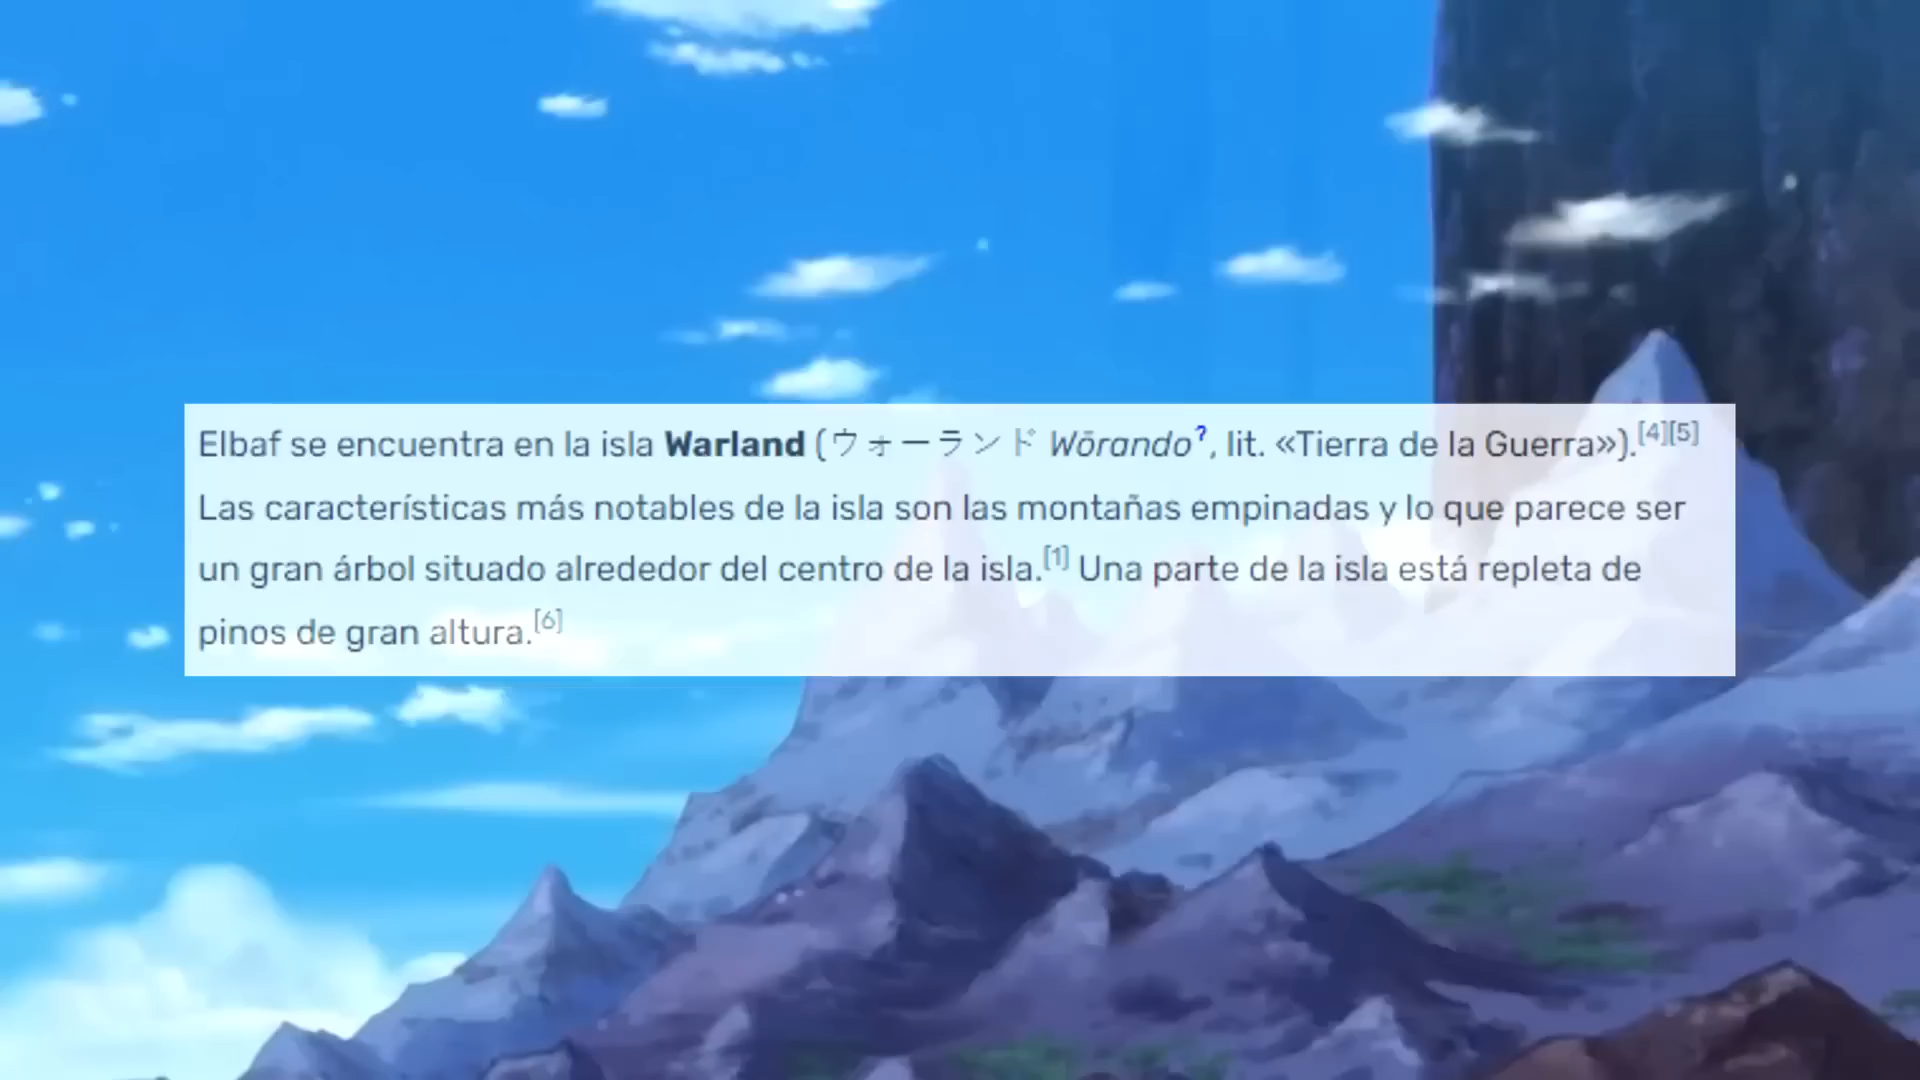 Elbaf se encuentra en la isla Warland (ウォーランド Wōrando?, lit. «Tierra de la Guerra»).[4][5]
Las características más notables de la isla son las montañas empinadas y lo que parece ser
un gran árbol situado alrededor del centro de la isla.[1] Una parte de la isla está repleta de
pinos de gran altura.[6]